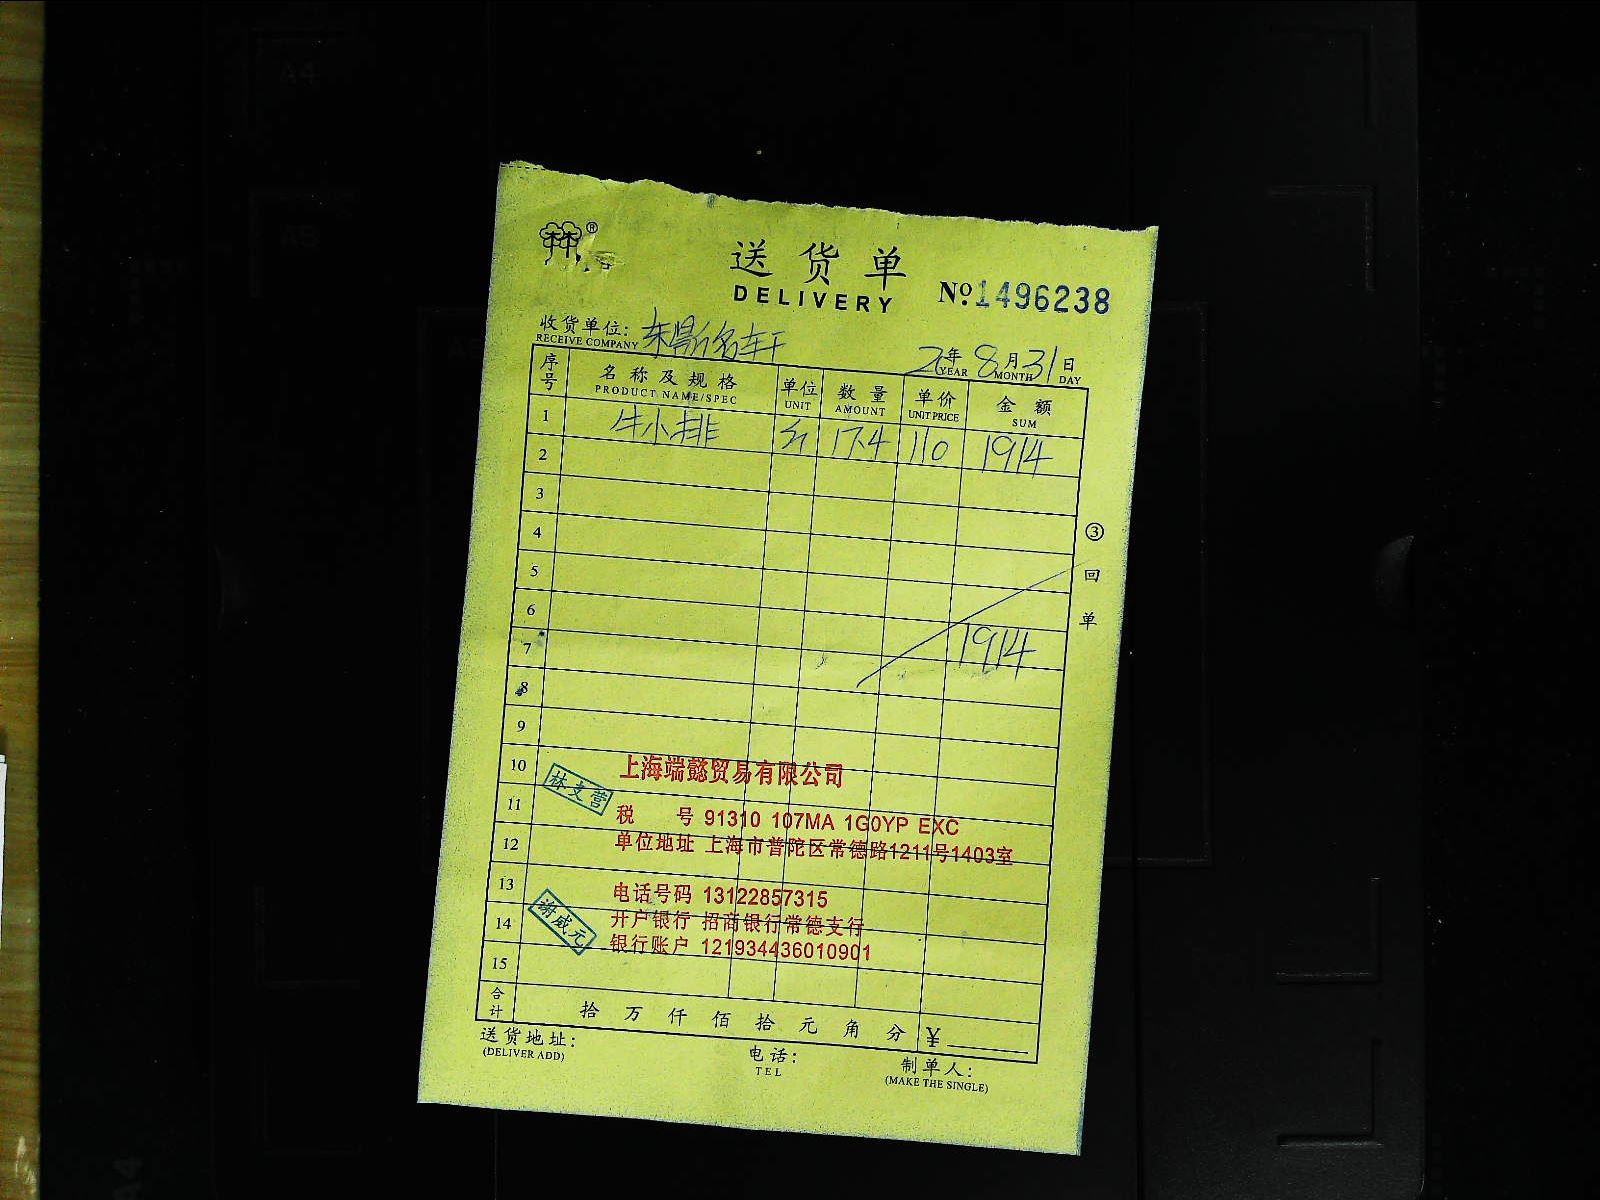 送货单
DELIVERY
No. 1496238
收货单位:
RECEIVE COMPANY
年 8月 31日
YEAR MONTH DAY
序号 名称及规格 单位 数量 单价 金额
PRODUCT NAME/SPEC UNIT AMOUNT UNIT PRICE SUM
1 牛小排 斤 17.4 110 1914
2
3
4
5
6
7 1914
8
9
10
11
12
13
14
15
③回单
上海端懿贸易有限公司
林支营
税 号 91310 107MA 1G0YP EXC
单位地址 上海市普陀区常德路1211号1403室
电话号码 13122857315
谢威元
开户银行 招商银行常德支行
银行账户 121934436010901
合计 拾 万 仟 佰 拾 元 角 分 ¥
送货地址: 电话: 制单人:
(DELIVER ADD) TEL (MAKE THE SINGLE)